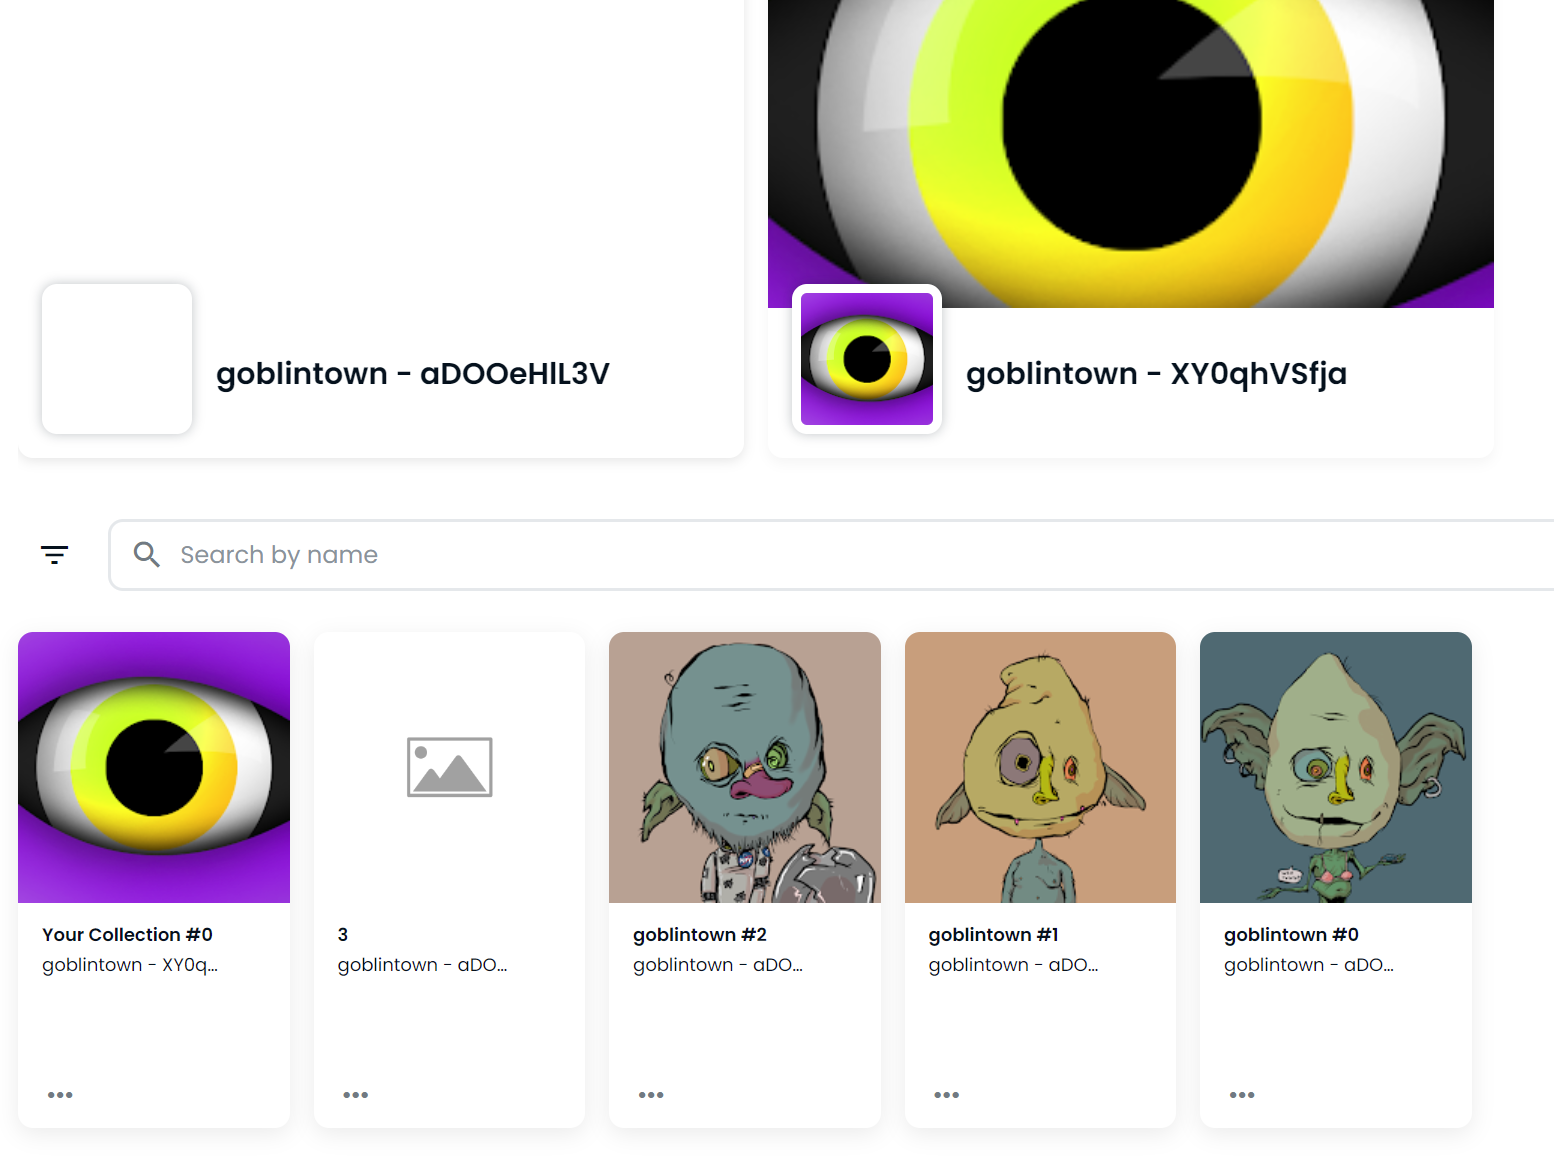 goblintown - aDOOeHlL3V
goblintown - XY0qhVSfja
Search by name
Your Collection #0
goblintown - XY0q...
3
goblintown - aDO...
goblintown #2
goblintown - aDO...
goblintown #1
goblintown - aDO...
goblintown #0
goblintown - aDO...